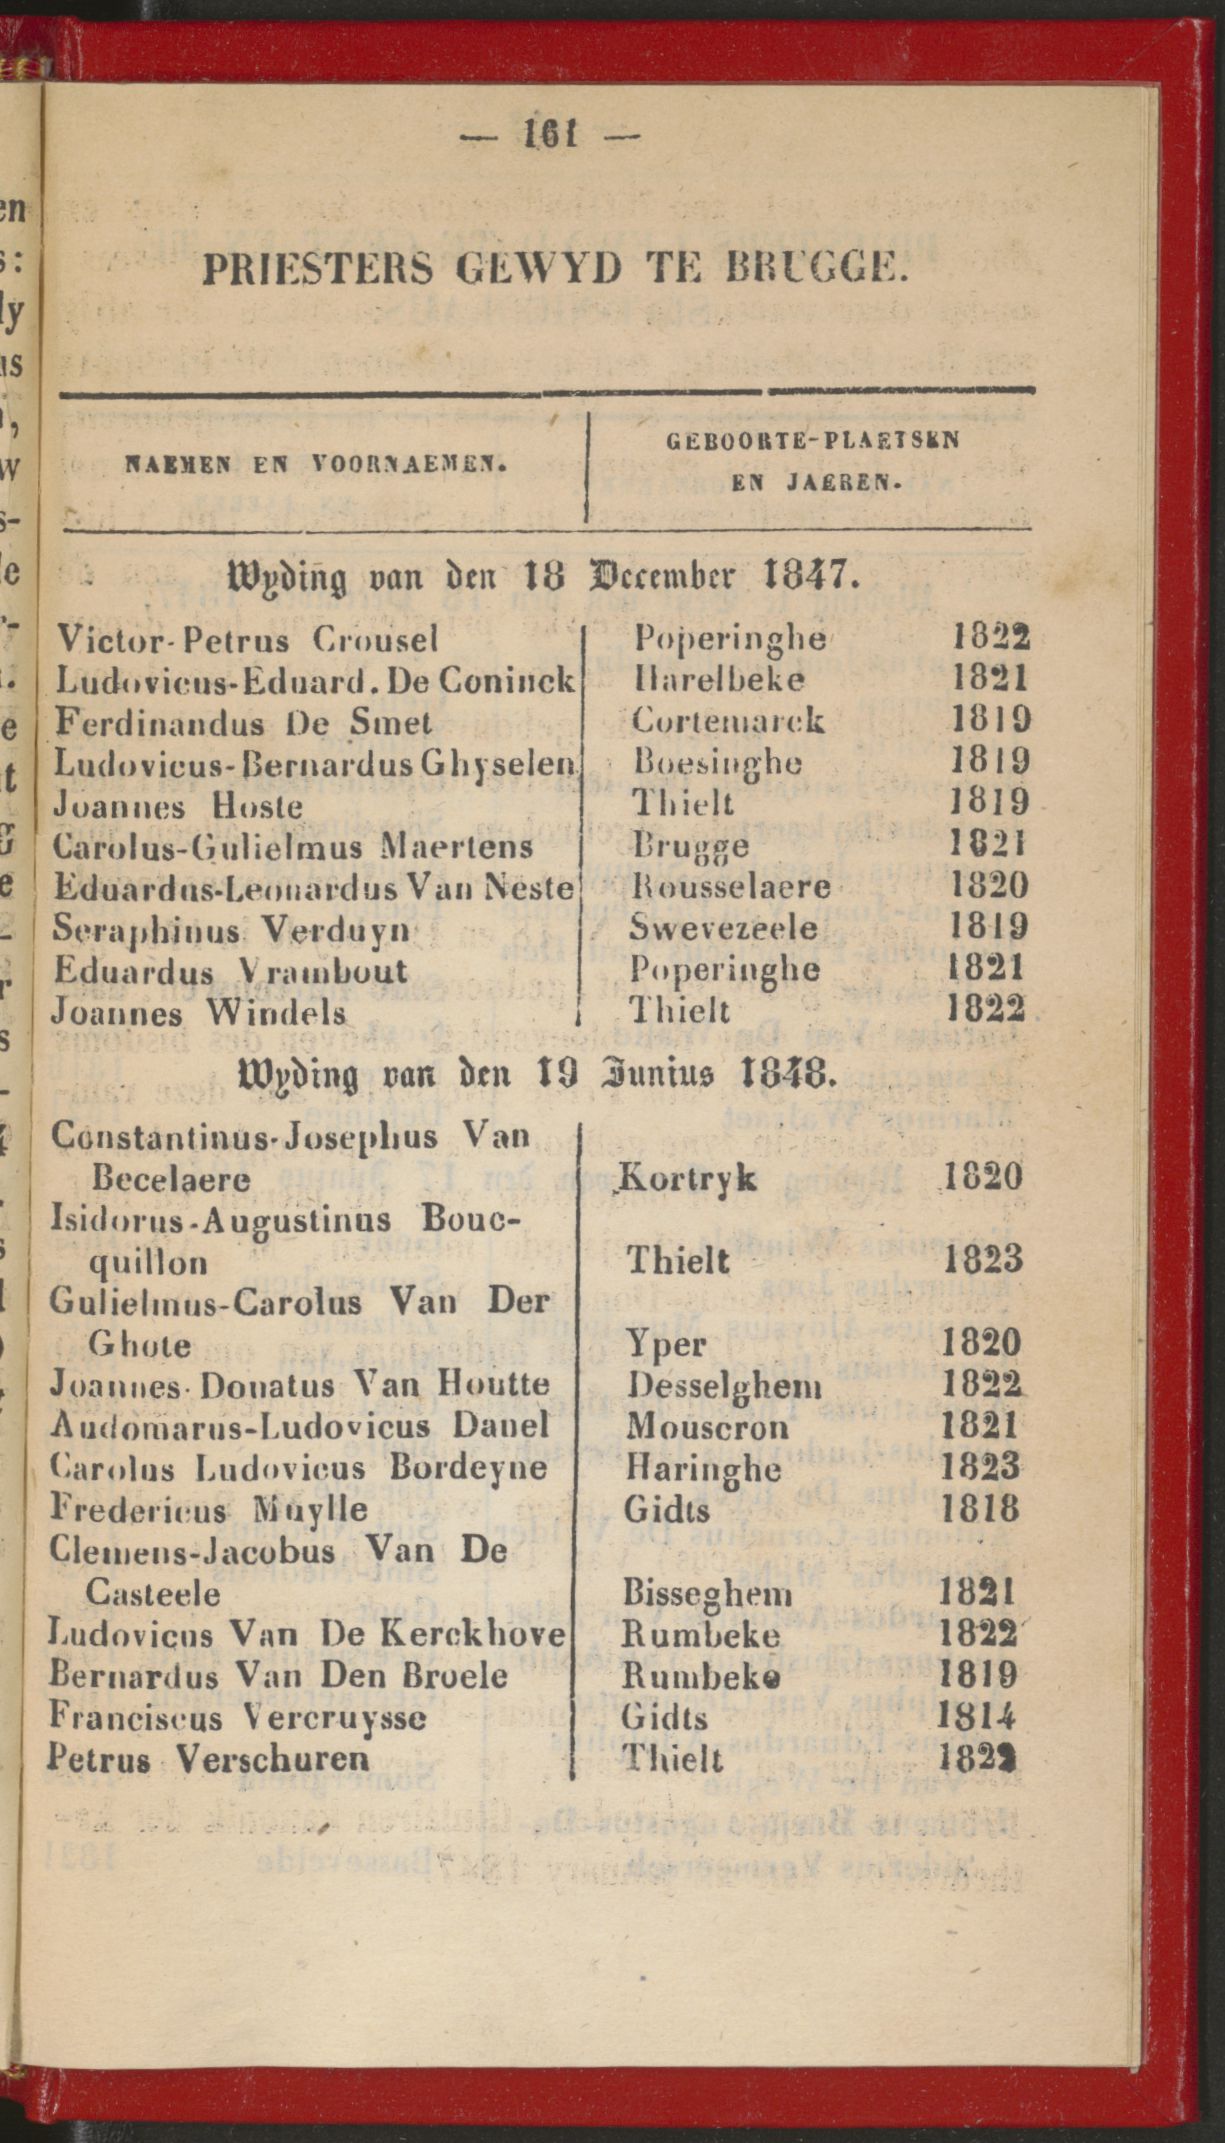 — 161 —
PRIESTERS GEWYD TE BRUGGE.
NAEMEN EN VOORNAEMEN.
GEBOORTE-PLAETSEN
EN JAEREN.
Wyding van den 18 December 1847.
Victor-Petrus Crousel Poperinghe 1822
Ludovicus-Eduard. De Coninck Harelbeke 1821
Ferdinandus De Smet Cortemarck 1819
Ludovicus-Bernardus Ghyselen Boesinghe 1819
Joannes Hoste Thielt 1819
Carolus-Gulielmus Maertens Brugge 1821
Eduardus-Leonardus Van Neste Rousselaere 1820
Seraphinus Verduyn Swevezeele 1819
Eduardus Vrambout Poperinghe 1821
Joannes Windels Thielt 1822
Wyding van den 19 Junius 1848.
Constantinus-Josephus Van
Becelaere Kortryk 1820
Isidorus-Augustinus Bouc-
quillon Thielt 1823
Gulielmus-Carolus Van Der
Ghote Yper 1820
Joannes-Donatus Van Houtte Desselghem 1822
Audomarus-Ludovicus Danel Mouscron 1821
Carolus Ludovicus Bordeyne Haringhe 1823
Fredericus Muylle Gidts 1818
Clemens-Jacobus Van De
Casteele Bisseghem 1821
Ludovicus Van De Kerckhove Rumbeke 1822
Bernardus Van Den Broele Rumbeke 1819
Franciscus Vercruysse Gidts 1814
Petrus Verschuren Thielt 1822